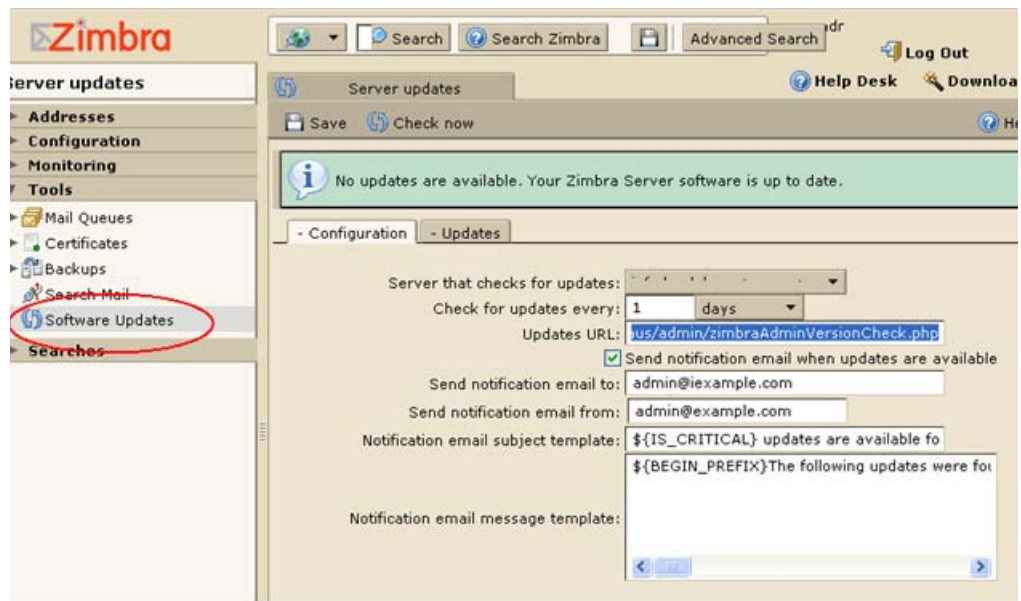 Zimbra
Search
Search Zimbra
Advanced Search
Log Out
Server updates
Server updates
Help Desk
Addresses
Save
Check now
Configuration
Monitoring
No updates are available. Your Zimbra Server software is up to date.
Tools
Mail Queues
- Configuration
- Updates
Certificates
Backups
Server that checks for updates:
Search Mail
Check for updates every: 1 days
Software Updates
Updates URL: us/admin/zimbraAdminVersionCheck.php
Searches
Send notification email when updates are available
Send notification email to: admin@iexample.com
Send notification email from: admin@example.com
Notification email subject template: ${IS_CRITICAL} updates are available fo
${BEGIN_PREFIX}The following updates were fou
Notification email message template: